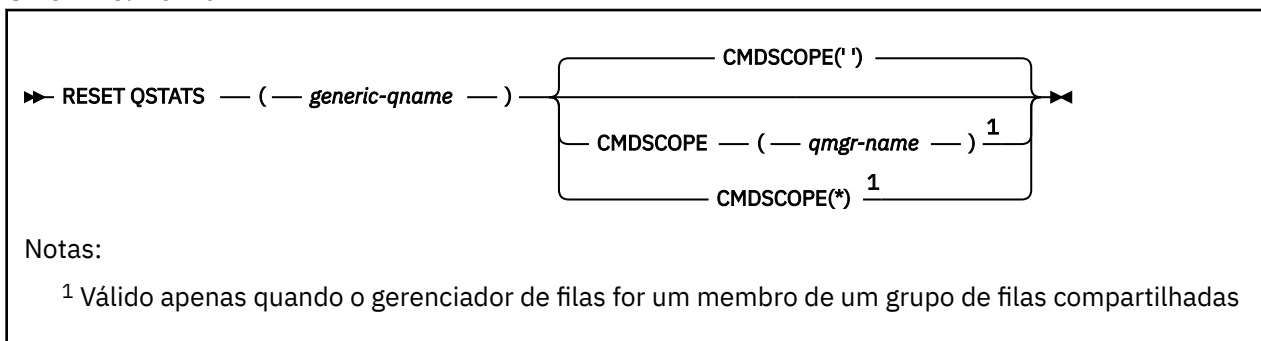 CMDSCOPE(' ')
RESET QSTATS ( generic-qname )
CMDSCOPE ( qmgr-name ) 1
CMDSCOPE(*) 1
Notas:
1 Válido apenas quando o gerenciador de filas for um membro de um grupo de filas compartilhadas